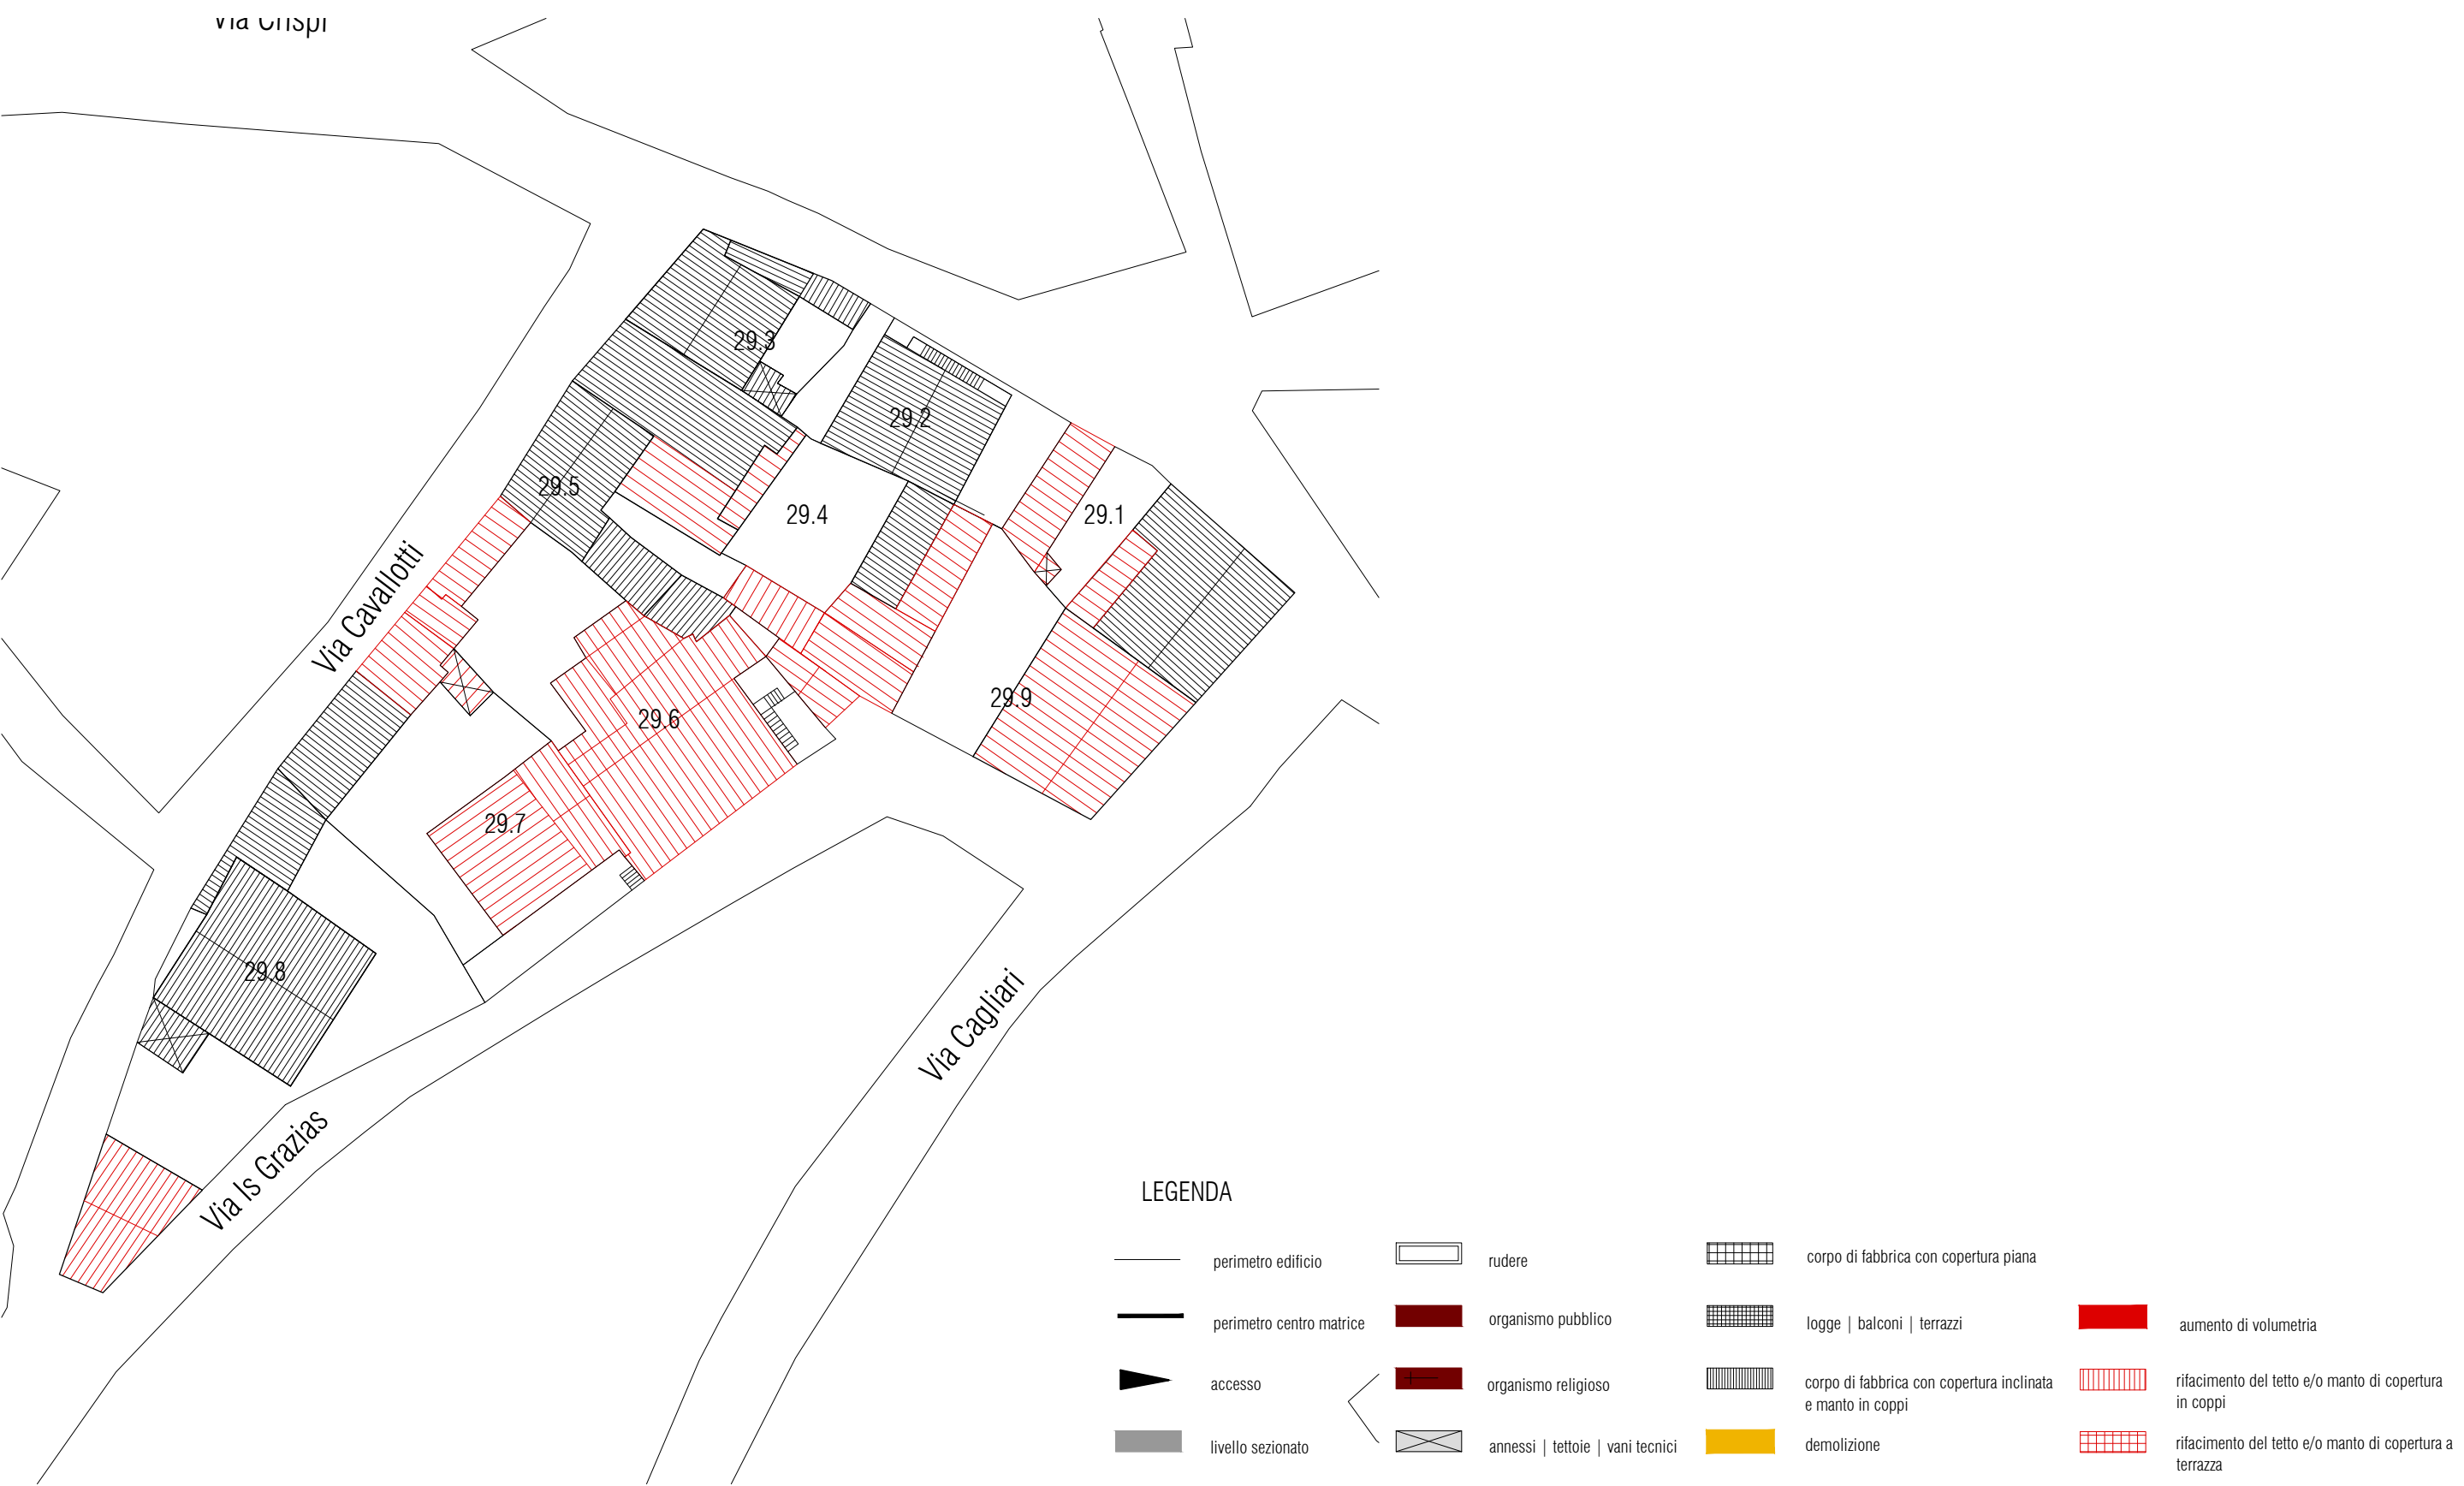 Via Crispi
29.3
29.2
29.5
29.4
29.1
Via Cavallotti
29.9
29.6
29.7
29.8
Via Cagliari
Via Is Grazias
LEGENDA
perimetro edificio
perimetro centro matrice
accesso
livello sezionato
rudere
organismo pubblico
organismo religioso
annessi | tettoie | vani tecnici
corpo di fabbrica con copertura piana
logge | balconi | terrazzi
corpo di fabbrica con copertura inclinata
e manto in coppi
demolizione
aumento di volumetria
rifacimento del tetto e/o manto di copertura
in coppi
rifacimento del tetto e/o manto di copertura a
terrazza